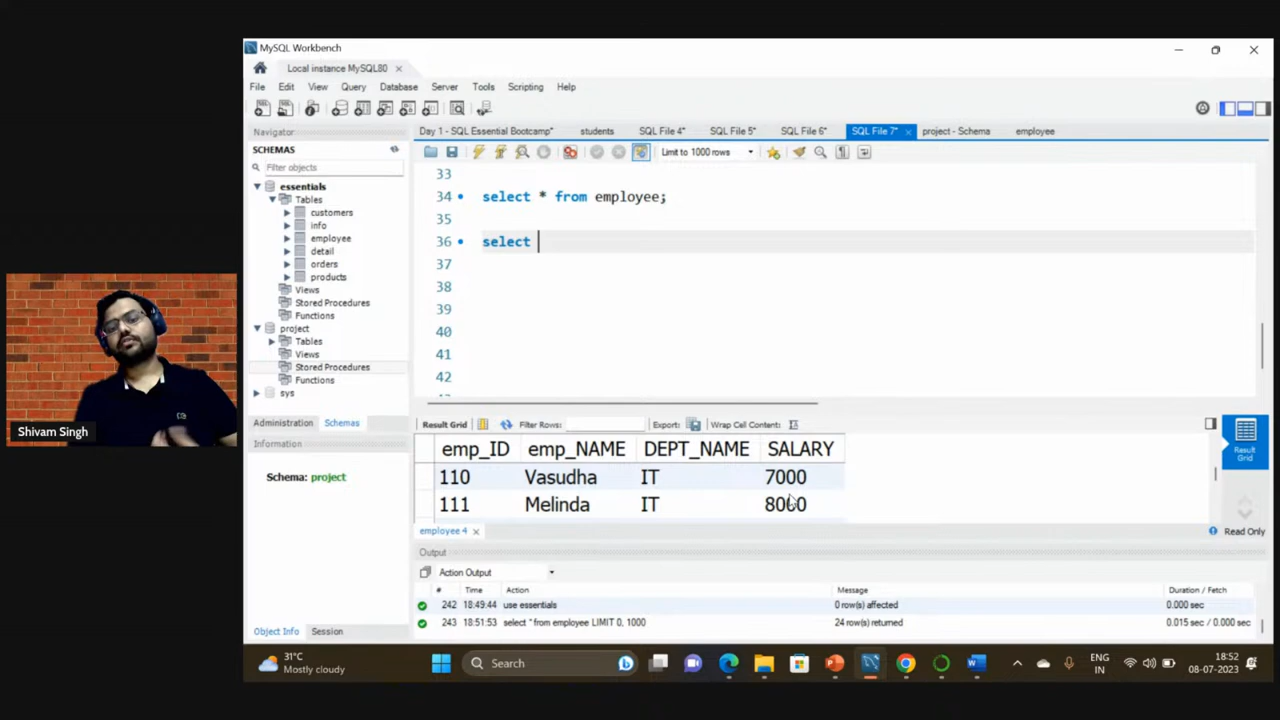 MySQL Workbench
Local instance MySQL80 ×
File Edit View Query Database Server Tools Scripting Help
Navigator
SCHEMAS
Filter objects
essentials
Tables
customers
info
employee
detail
orders
products
Views
Stored Procedures
Functions
project
Tables
Views
Stored Procedures
Functions
sys
Administration Schemas
Information
Schema: project
Object Info Session
Day 1 - SQL Essential Bootcamp* students SQL File 4* SQL File 5* SQL File 6* SQL File 7* × project - Schema employee
Limit to 1000 rows
33
34 select * from employee;
35
36 select
37
38
39
40
41
42
Result Grid Filter Rows: Export: Wrap Cell Content:
emp_ID emp_NAME DEPT_NAME SALARY
110 Vasudha IT 7000
111 Melinda IT 8000
Result Grid
employee 4 ×
Read Only
Output
Action Output
# Time Action Message Duration / Fetch
242 18:49:44 use essentials 0 row(s) affected 0.000 sec
243 18:51:53 select * from employee LIMIT 0, 1000 24 row(s) returned 0.015 sec / 0.000 sec
Shivam Singh
31°C
Mostly cloudy
Search
ENG
IN
18:52
08-07-2023